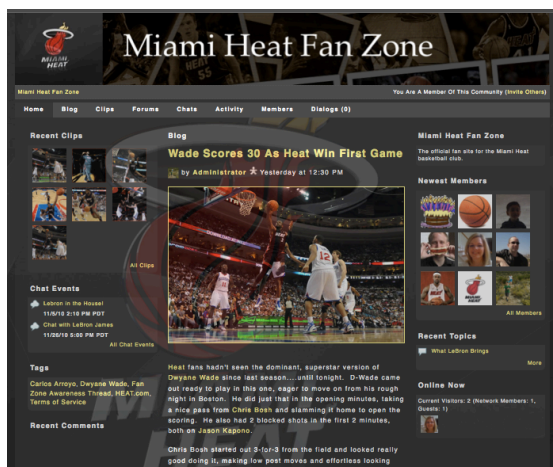 MIAMI
HEAT
Miami Heat Fan Zone
Miami Heat Fan Zone
You Are A Member Of This Community (Invite Others)
Home Blog Clips Forums Chats Activity Members Dialogs (0)
Recent Clips
All Clips
Chat Events
Lebron in the House!
11/5/10 2:10 PM PDT
Chat with LeBron James
11/20/10 5:00 PM PDT
All Chat Events
Tags
Carlos Arroyo, Dwyane Wade, Fan
Zone Awareness Thread, HEAT.com,
Terms of Service
Recent Comments
Blog
Wade Scores 30 As Heat Win First Game
by Administrator Yesterday at 12:30 PM
Heat fans hadn't seen the dominant, superstar version of
Dwyane Wade since last season....until tonight. D-Wade came
out ready to play in this one, eager to move on from his rough
night in Boston. He did just that in the opening minutes, taking
a nice pass from Chris Bosh and slamming it home to open the
scoring. He also had 2 blocked shots in the first 2 minutes,
both on Jason Kapono.
Chris Bosh started out 3-for-3 from the field and looked really
good doing it, making low post moves and effortless looking
Miami Heat Fan Zone
The official fan site for the Miami Heat
basketball club.
Newest Members
All Members
Recent Topics
What LeBron Brings
More
Online Now
Current Visitors: 2 (Network Members: 1,
Guests: 1)